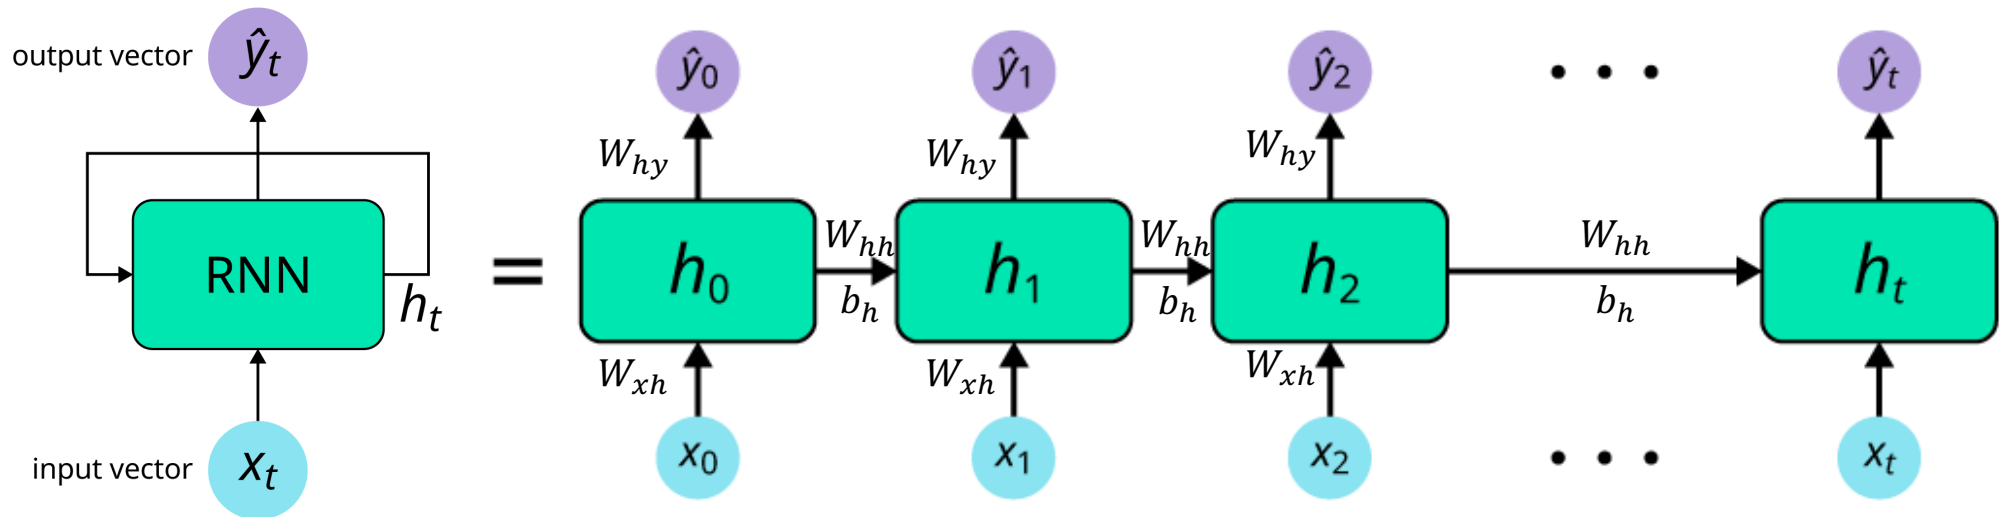 output vector
ŷt
RNN
ht
input vector
xt
=
ŷ0 ŷ1 ŷ2 • • • ŷt
Why Why Why
Whh Whh Whh
h0 h1 h2 ht
bh bh bh
Wxh Wxh Wxh
x0 x1 x2 • • • xt